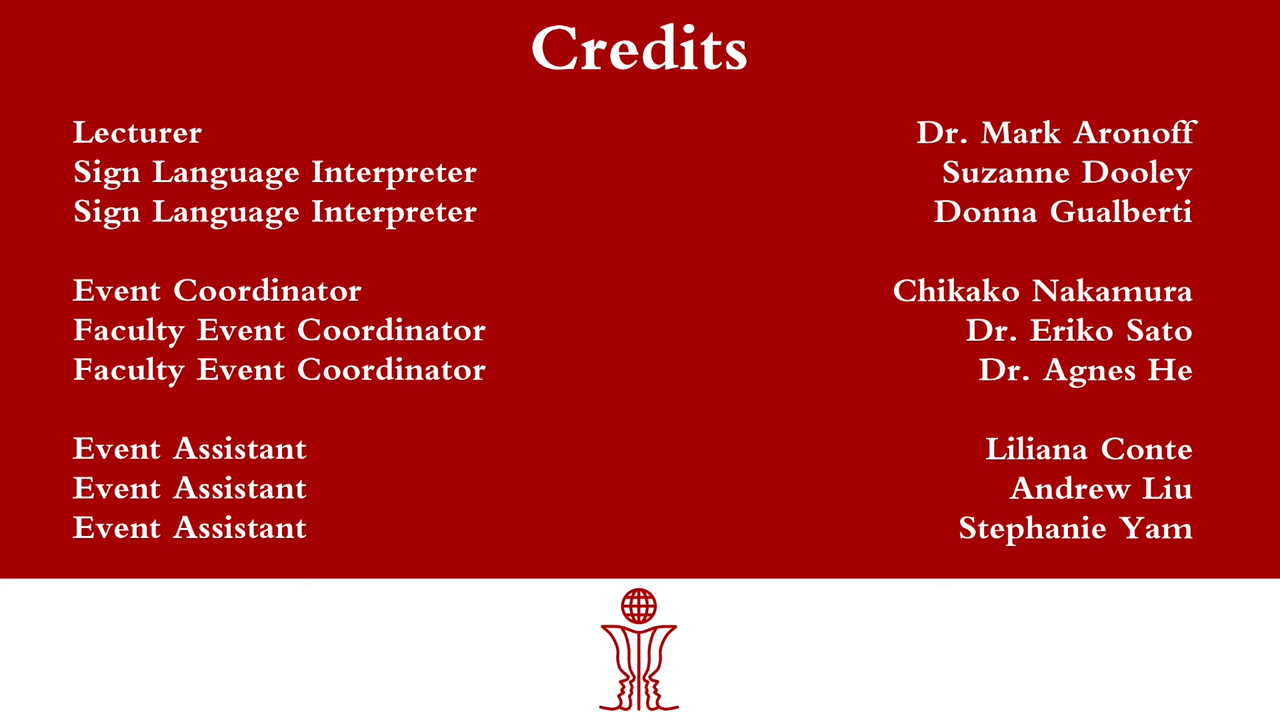 Credits
Lecturer Dr. Mark Aronoff
Sign Language Interpreter Suzanne Dooley
Sign Language Interpreter Donna Gualberti
Event Coordinator Chikako Nakamura
Faculty Event Coordinator Dr. Eriko Sato
Faculty Event Coordinator Dr. Agnes He
Event Assistant Liliana Conte
Event Assistant Andrew Liu
Event Assistant Stephanie Yam